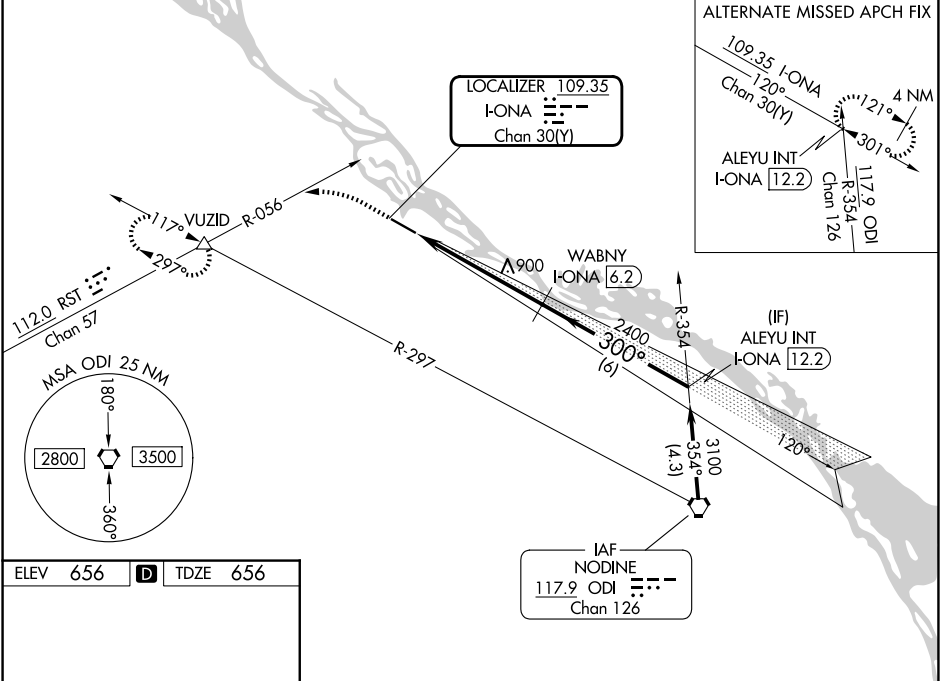 ALTERNATE MISSED APCH FIX
109.35 I-ONA
120°
Chan 30(Y)
121°
4 NM
301°
ALEYU INT
I-ONA 12.2
117.9 ODI
R-354
Chan 126
LOCALIZER 109.35
I-ONA
Chan 30(Y)
117°
VUZID
R-056
297°
112.0 RST
Chan 57
900
WABNY
I-ONA 6.2
R-354
(IF)
ALEYU INT
I-ONA 12.2
2400
300°
(6)
R-297
120°
3100
354°
(4.3)
MSA ODI 25 NM
180°
2800
3500
360°
IAF
NODINE
117.9 ODI
Chan 126
ELEV 656 D TDZE 656